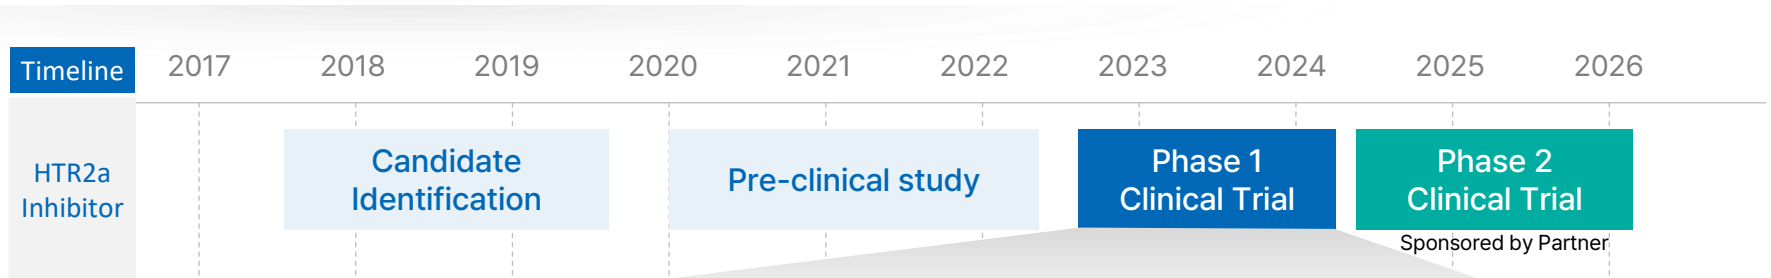 Timeline 2017 2018 2019 2020 2021 2022 2023 2024 2025 2026
HTR2a
Inhibitor
Candidate
Identification
Pre-clinical study
Phase 1
Clinical Trial
Phase 2
Clinical Trial
Sponsored by Partner